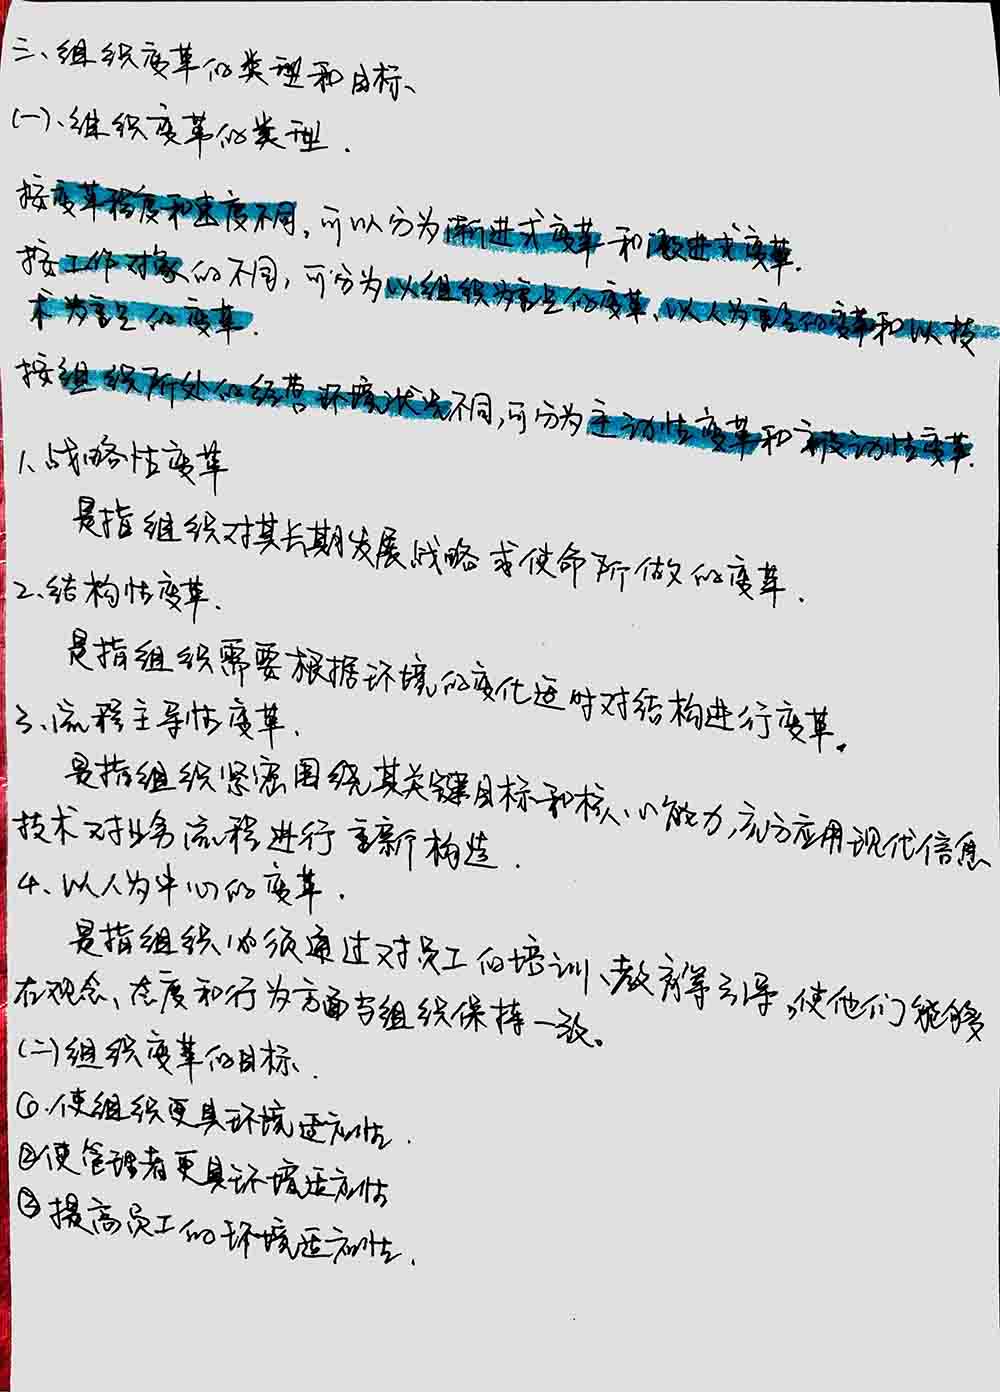 三、组织变革的类型和目标、
(一)、组织变革的类型.
按变革程度和速度不同,可以分为渐进式变革和激进式变革.
按工作对象的不同,可分为以组织为重点的变革、以人为重点的变革和以技
术为重点的变革.
按组织所处的经营环境状况不同,可分为主动性变革和被动性变革.
1、战略性变革
是指组织对其长期发展战略或使命所做的变革.
2、结构性变革.
是指组织需要根据环境的变化适时对结构进行变革。
3、流程主导性变革.
是指组织紧密围绕其关键目标和核心能力,充分应用现代信息
技术对业务流程进行重新构造.
4、以人为中心的变革.
是指组织必须通过对员工的培训、教育等引导,使他们能够
在观念、态度和行为方面与组织保持一致。
(二)组织变革的目标.
①.使组织更具环境适应性.
②使管理者更具环境适应性
③提高员工的环境适应性.